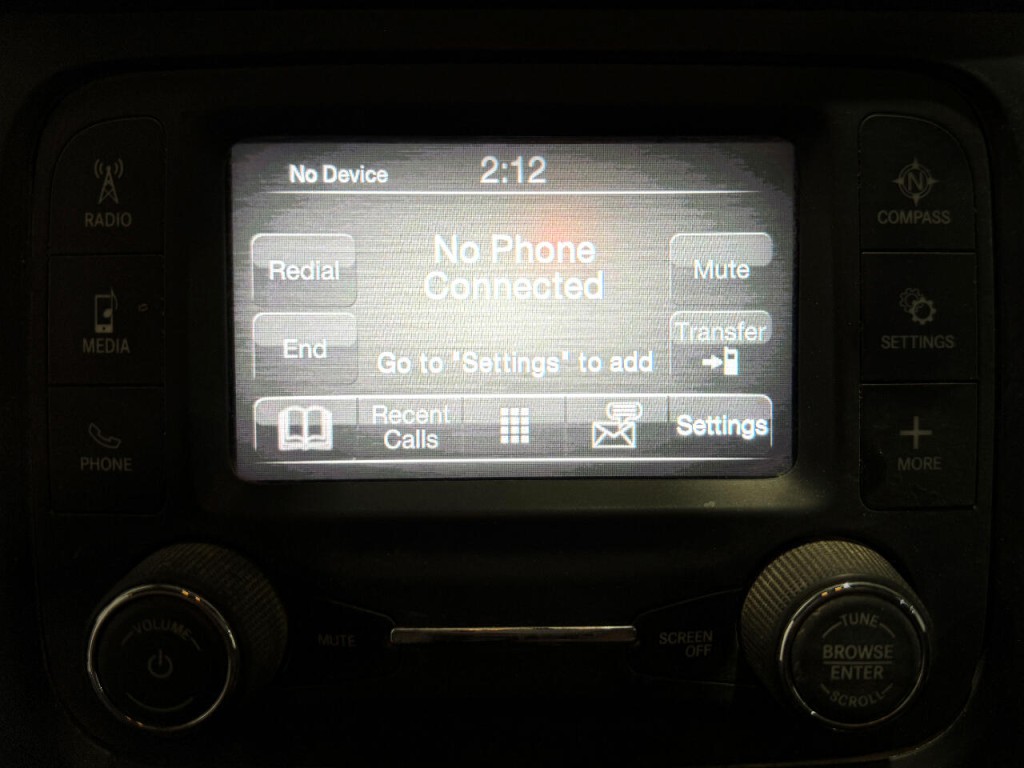 No Device
2:12
RADIO
COMPASS
Redial
No Phone
Connected
Mute
MEDIA
SETTINGS
End
Go to "Settings" to add
Transfer
PHONE
Recent
Calls
Settings
MORE
VOLUME
MUTE
SCREEN
OFF
TUNE
BROWSE
ENTER
SCROLL
N